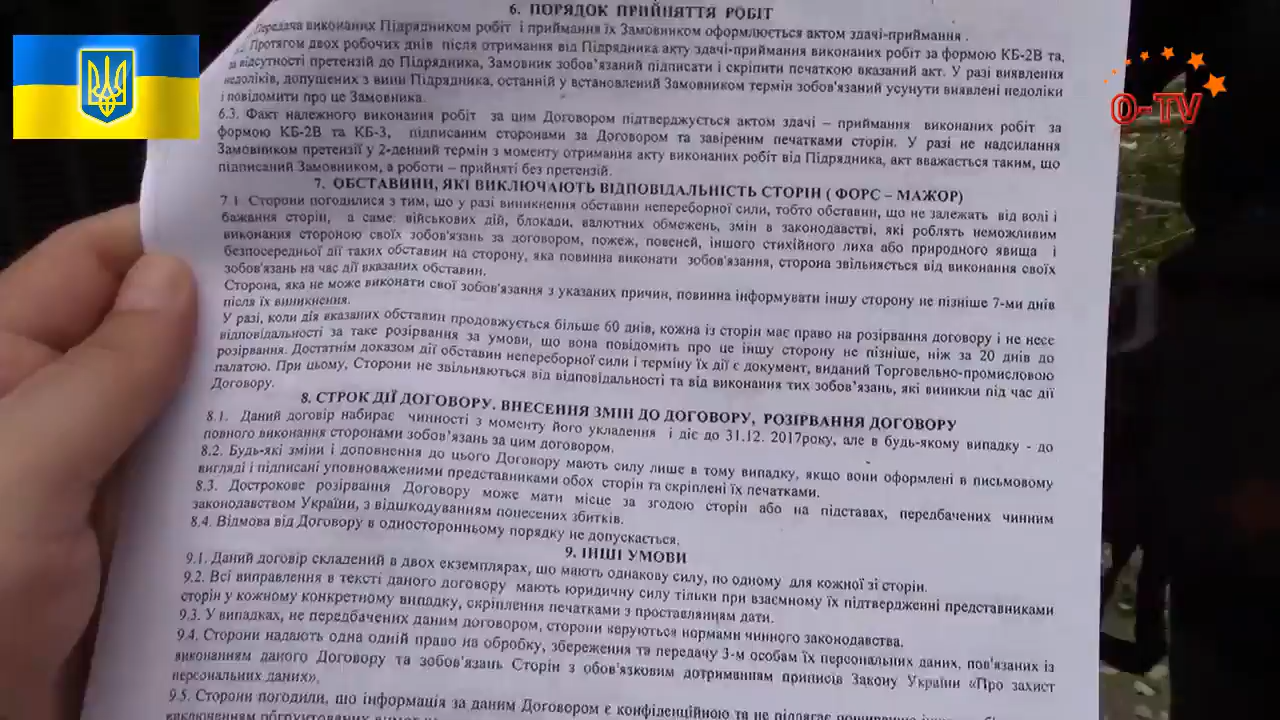 6. ПОРЯДОК ПРИЙНЯТТЯ РОБІТ
Передача виконаних Підрядником робіт і приймання їх Замовником оформлюється актом здачі-приймання .
Протягом двох робочих днів після отримання від Підрядника акту здачі-приймання виконаних робіт за формою КБ-2В та,
за відсутності претензій до Підрядника, Замовник зобов'язаний підписати і скріпити печаткою вказаний акт. У разі виявлення
недоліків, допущених з вини Підрядника, останній у встановлений Замовником термін зобов'язаний усунути виявлені недоліки
і повідомити про це Замовника.
6.3. Факт належного виконання робіт за цим Договором підтверджується актом здачі – приймання виконаних робіт за
формою КБ-2В та КБ-3, підписаним сторонами за Договором та завіреним печатками сторін. У разі не надсилання
Замовником претензії у 2-денний термін з моменту отримання акту виконаних робіт від Підрядника, акт вважається таким, що
підписаний Замовником, а роботи – прийняті без претензій.
7. ОБСТАВИНИ, ЯКІ ВИКЛЮЧАЮТЬ ВІДПОВІДАЛЬНІСТЬ СТОРІН ( ФОРС – МАЖОР)
7.1 Сторони погодилися з тим, що у разі виникнення обставин непереборної сили, тобто обставин, що не залежать від волі і
бажання сторін, а саме: військових дій, блокади, валютних обмежень, змін в законодавстві, які роблять неможливим
виконання стороною своїх зобов'язань за договором, пожеж, повеней, іншого стихійного лиха або природного явища і
безпосередньої дії таких обставин на сторону, яка повинна виконати зобов'язання, сторона звільняється від виконання своїх
зобов'язань на час дії вказаних обставин.
Сторона, яка не може виконати свої зобов'язання з указаних причин, повинна інформувати іншу сторону не пізніше 7-ми днів
після їх виникнення.
У разі, коли дія вказаних обставин продовжується більше 60 днів, кожна із сторін має право на розірвання договору і не несе
відповідальності за таке розірвання за умови, що вона повідомить про це іншу сторону не пізніше, ніж за 20 днів до
розірвання. Достатнім доказом дії обставин непереборної сили і терміну їх дії є документ, виданий Торговельно-промисловою
палатою. При цьому, Сторони не звільняються від відповідальності та від виконання тих зобов'язань, які виникли під час дії
Договору.
8. СТРОК ДІЇ ДОГОВОРУ. ВНЕСЕННЯ ЗМІН ДО ДОГОВОРУ, РОЗІРВАННЯ ДОГОВОРУ
8.1. Даний договір набирає чинності з моменту його укладення і діє до 31.12. 2017року, але в будь-якому випадку - до
повного виконання сторонами зобов'язань за цим договором.
8.2. Будь-які зміни і доповнення до цього Договору мають силу лише в тому випадку, якщо вони оформлені в письмовому
вигляді і підписані уповноваженими представниками обох сторін та скріплені їх печатками.
8.3. Дострокове розірвання Договору може мати місце за згодою сторін або на підставах, передбачених чинним
законодавством України, з відшкодуванням понесених збитків.
8.4. Відмова від Договору в односторонньому порядку не допускається.
9. ІНШІ УМОВИ
9.1. Даний договір складений в двох екземплярах, що мають однакову силу, по одному для кожної зі сторін.
9.2. Всі виправлення в тексті даного договору мають юридичну силу тільки при взаємному їх підтвердженні представниками
сторін у кожному конкретному випадку, скріплення печатками з проставлянням дати.
9.3. У випадках, не передбачених даним договором, сторони керуються нормами чинного законодавства.
9.4. Сторони надають одна одній право на обробку, збереження та передачу 3-м особам їх персональних даних, пов'язаних із
виконанням даного Договору та зобов'язань Сторін з обов'язковим дотриманням приписів Закону України «Про захист
персональних даних».
9.5. Сторони погодили, що інформація за даним Договором є конфіденційною та не підлягає
O-TV